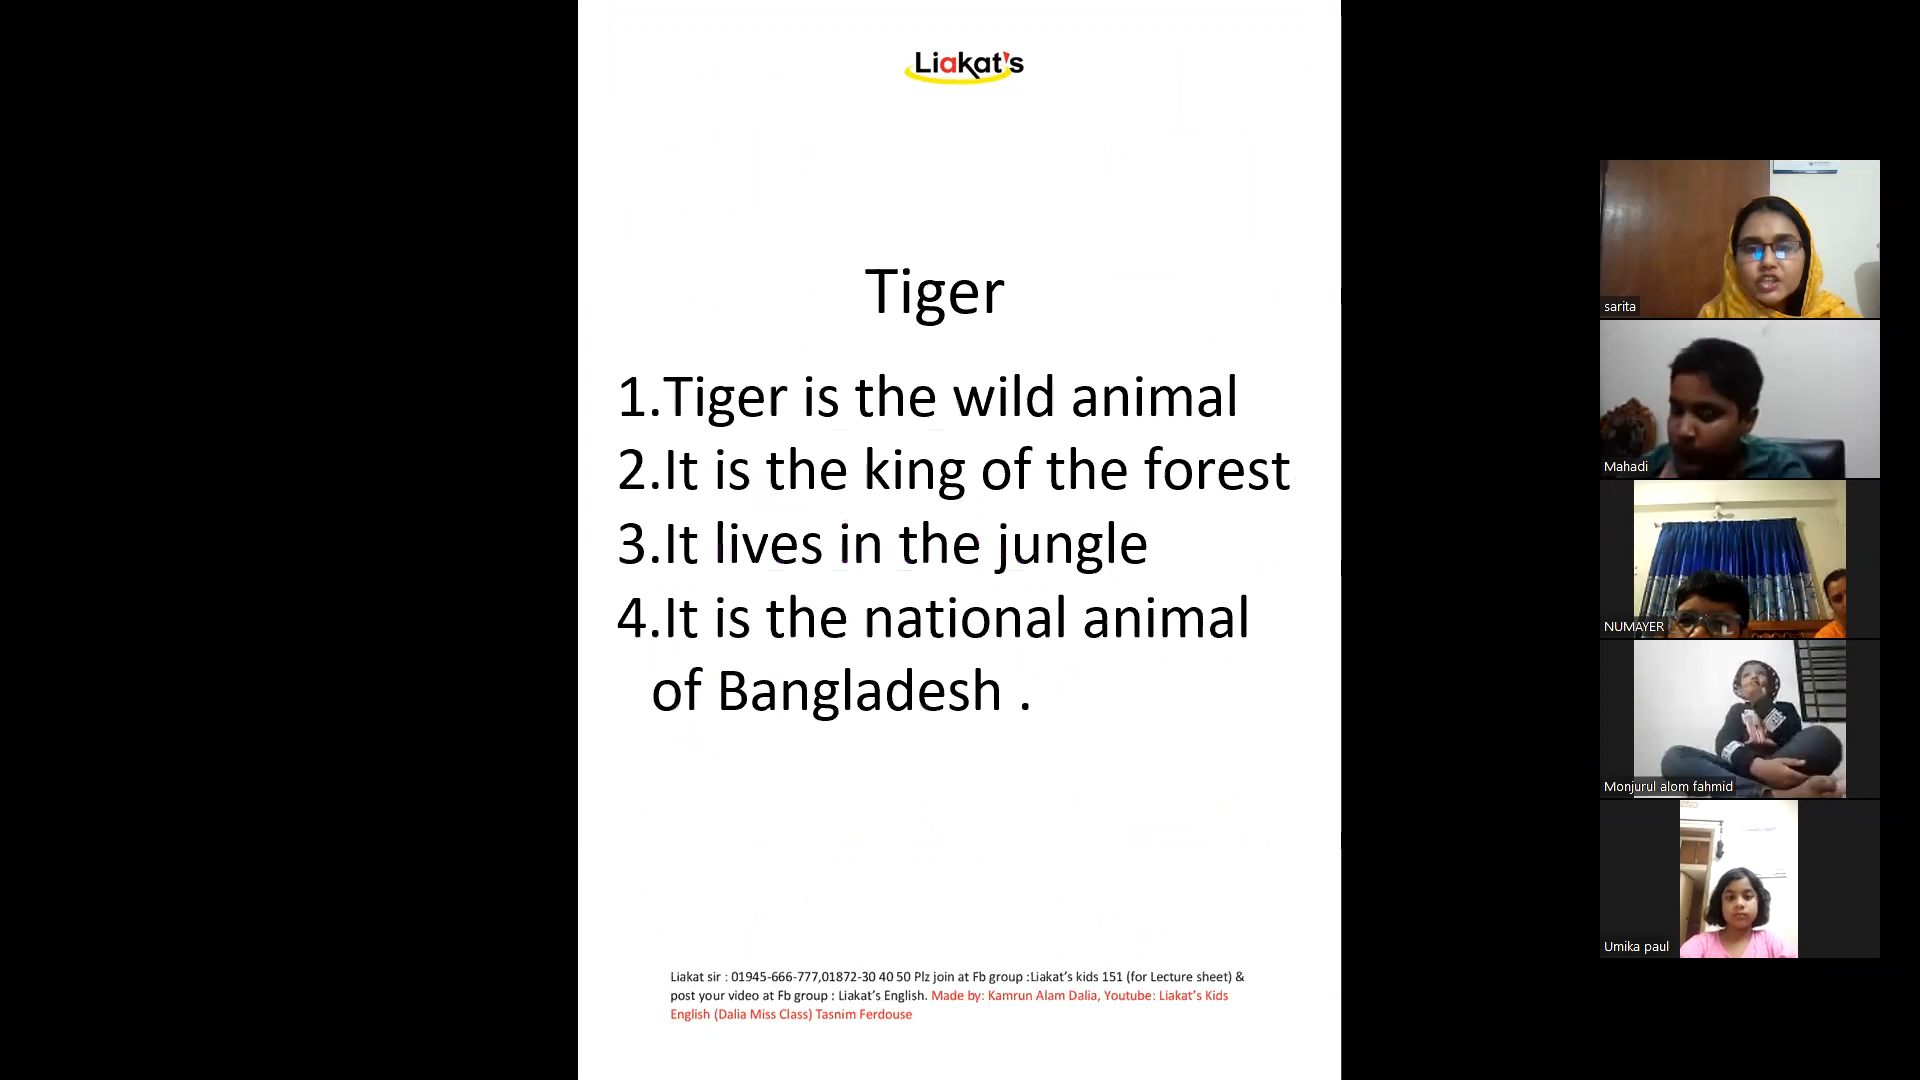 Liakat's
Tiger
1.Tiger is the wild animal
2.It is the king of the forest
3.It lives in the jungle
4.It is the national animal
of Bangladesh .
Liakat sir : 01945-666-777,01872-30 40 50 Plz join at Fb group :Liakat’s kids 151 (for Lecture sheet) &
post your video at Fb group : Liakat’s English. Made by: Kamrun Alam Dalia, Youtube: Liakat’s Kids
English (Dalia Miss Class) Tasnim Ferdouse
sarita
Mahadi
NUMAYER
Monjurul alom fahmid
Umika paul